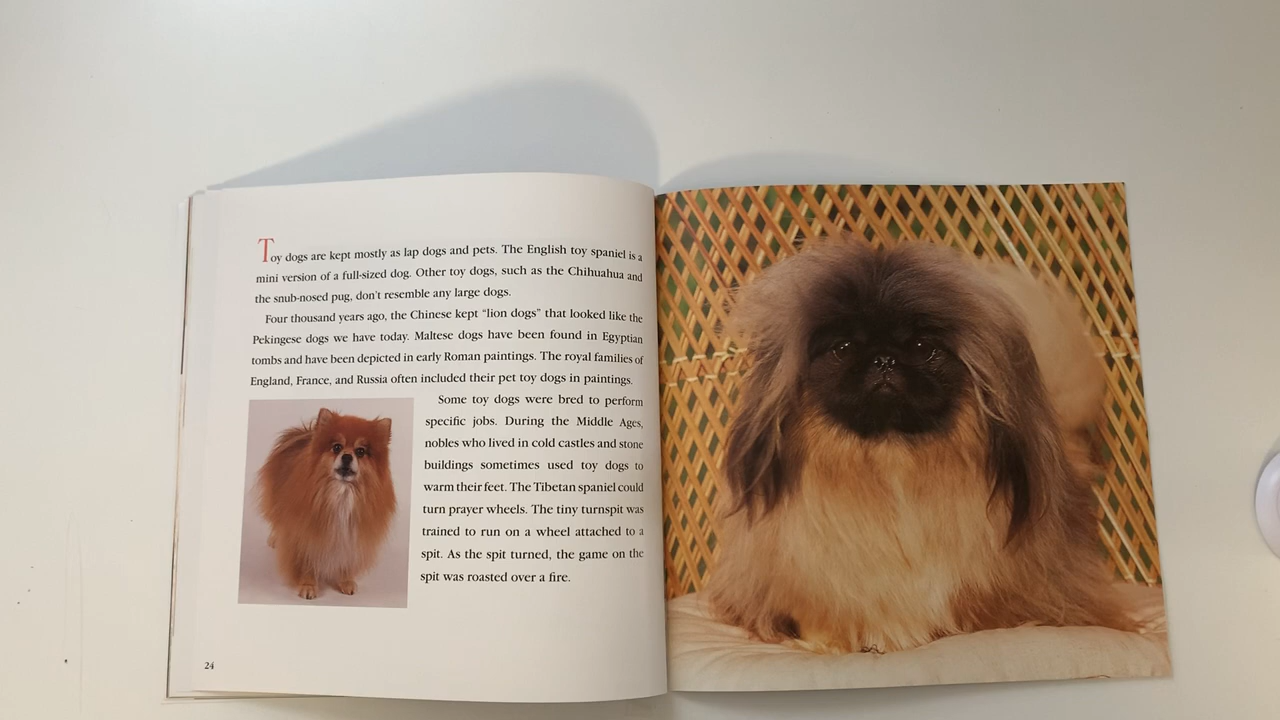 Toy dogs are kept mostly as lap dogs and pets. The English toy spaniel is a
mini version of a full-sized dog. Other toy dogs, such as the Chihuahua and
the snub-nosed pug, don't resemble any large dogs.
Four thousand years ago, the Chinese kept “lion dogs” that looked like the
Pekingese dogs we have today. Maltese dogs have been found in Egyptian
tombs and have been depicted in early Roman paintings. The royal families of
England, France, and Russia often included their pet toy dogs in paintings.
Some toy dogs were bred to perform
specific jobs. During the Middle Ages,
nobles who lived in cold castles and stone
buildings sometimes used toy dogs to
warm their feet. The Tibetan spaniel could
turn prayer wheels. The tiny turnspit was
trained to run on a wheel attached to a
spit. As the spit turned, the game on the
spit was roasted over a fire.
24